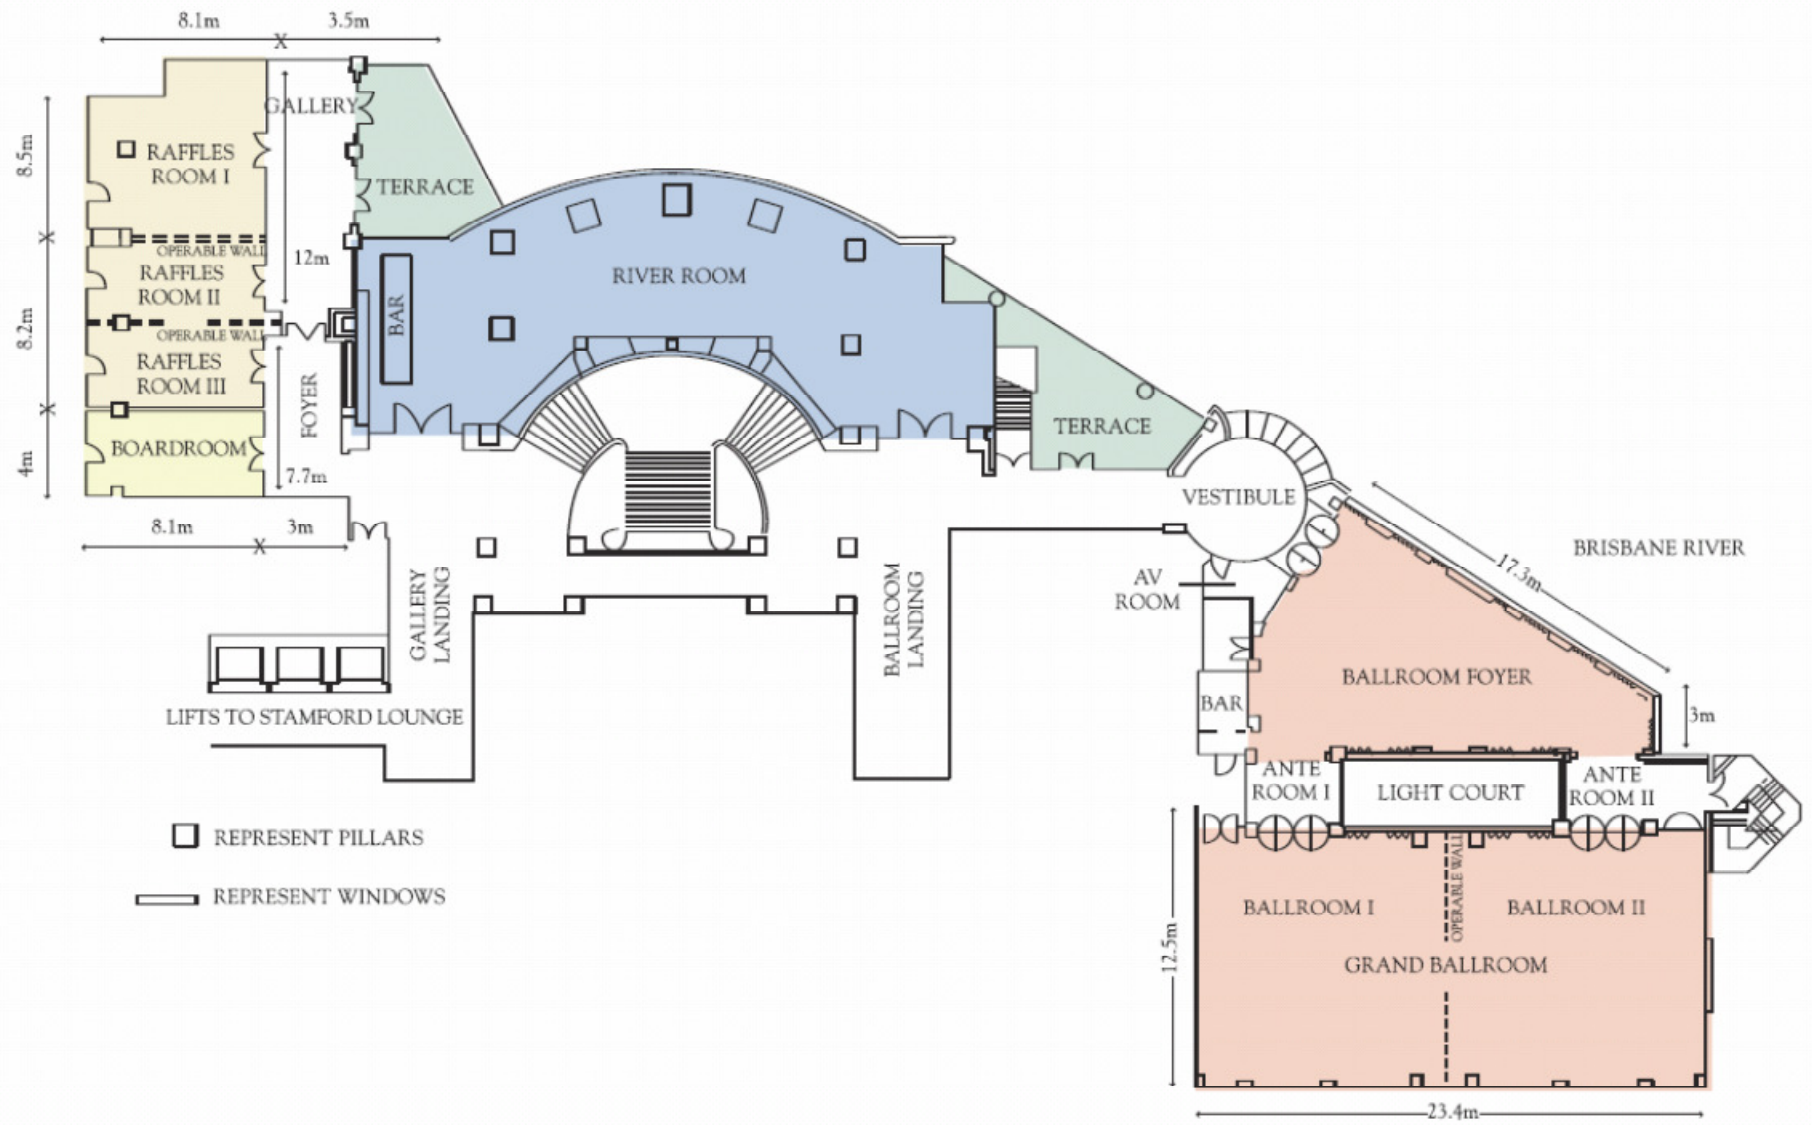 8.1m
3.5m
X
GALLERY
8.5m
RAFFLES
ROOM I
TERRACE
X
OPERABLE WALL
12m
RAFFLES
ROOM II
RIVER ROOM
BAR
8.2m
OPERABLE WALL
RAFFLES
ROOM III
FOYER
X
BOARDROOM
4m
7.7m
TERRACE
VESTIBULE
8.1m
3m
X
GALLERY
LANDING
BALLROOM
LANDING
AV
ROOM
17.3m
BRISBANE RIVER
BALLROOM FOYER
BAR
3m
LIFTS TO STAMFORD LOUNGE
ANTE
ROOM I
LIGHT COURT
ANTE
ROOM II
REPRESENT PILLARS
REPRESENT WINDOWS
12.5m
BALLROOM I
OPERABLE WALL
BALLROOM II
GRAND BALLROOM
23.4m